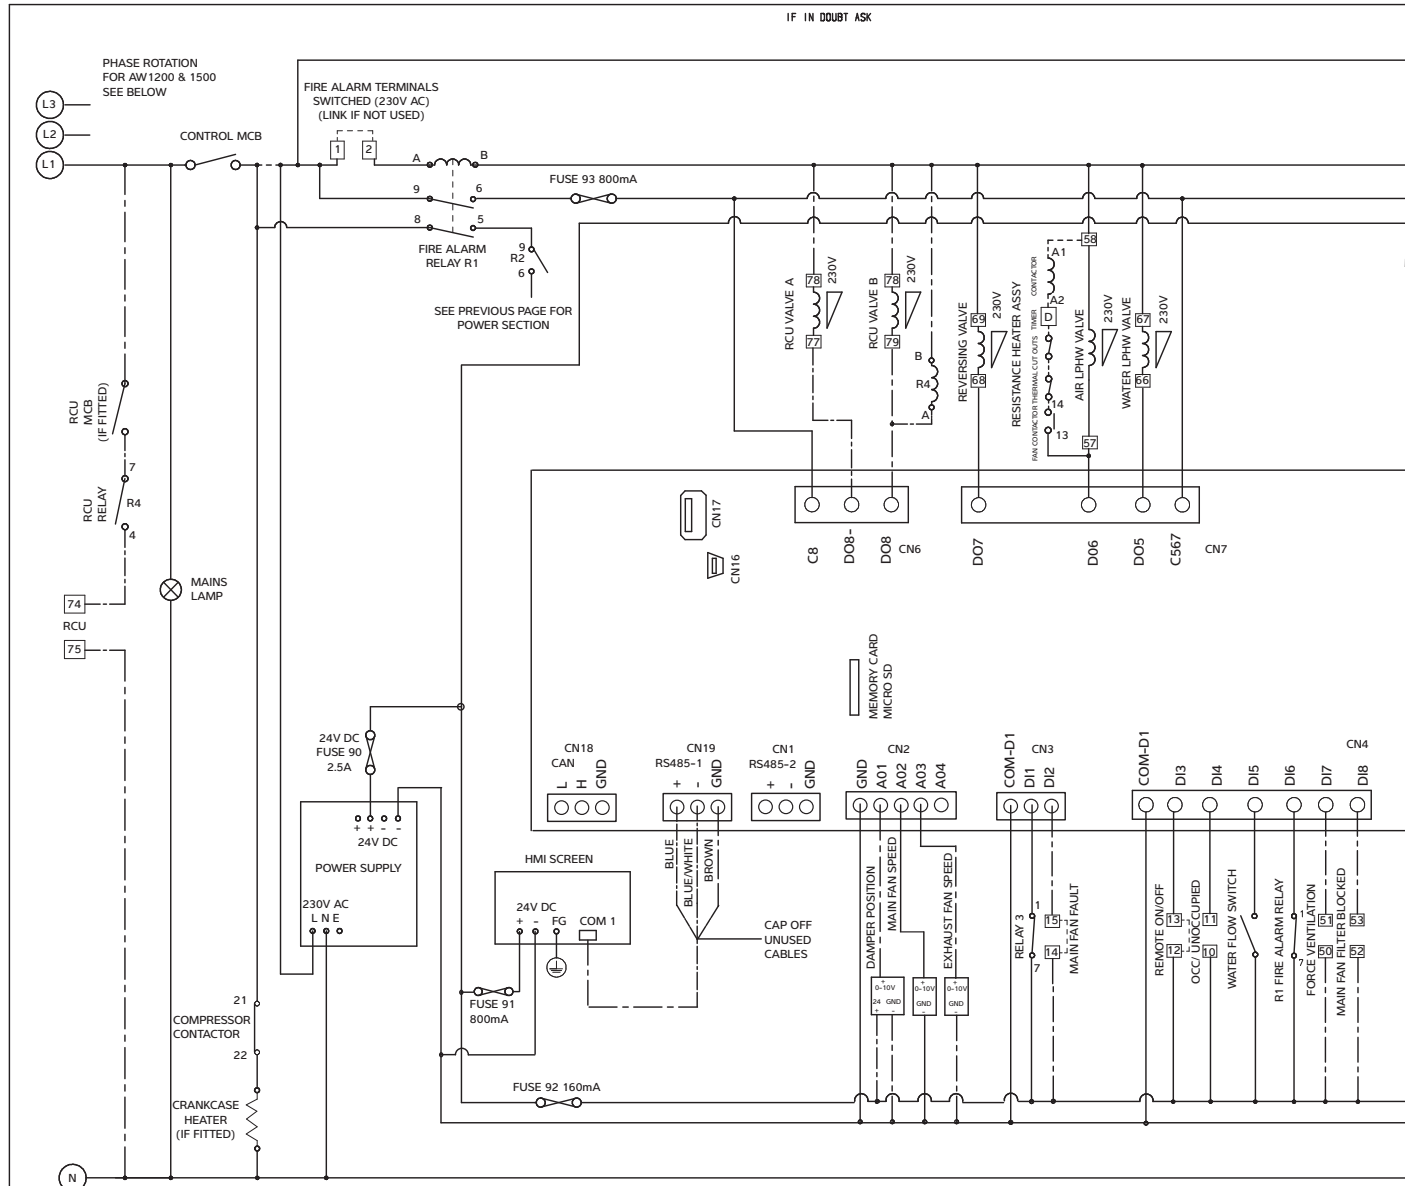 IF IN DOUBT ASK
PHASE ROTATION
FOR AW1200 & 1500
SEE BELOW
L3
L2
L1
CONTROL MCB
FIRE ALARM TERMINALS
SWITCHED (230V AC)
(LINK IF NOT USED)
1
2
A
B
9
6
8
5
FUSE 93 800mA
FIRE ALARM
RELAY R1
9
R2
6
SEE PREVIOUS PAGE FOR
POWER SECTION
RCU VALVE A
78
230V
77
RCU VALVE B
78
230V
79
B
R4
A
REVERSING VALVE
69
230V
68
RESISTANCE HEATER ASSY
FAN CONTACTOR THERMAL CUT OUTS TIMER CONTACTOR
A1
A2
D
14
13
58
AIR LPHW VALVE
230V
57
WATER LPHW VALVE
67
230V
66
RCU
MCB
(IF FITTED)
7
RCU
RELAY
R4
4
74
RCU
75
MAINS
LAMP
CN17
CN16
C8
DO8-
DO8
CN6
DO7
D06
DO5
C567
CN7
MEMORY CARD
MICRO SD
24V DC
FUSE 90
2.5A
+ + - -
24V DC
POWER SUPPLY
230V AC
L N E
CN18
CAN
L
H
GND
CN19
RS485-1
+
-
GND
CN1
RS485-2
+
-
GND
CN2
GND
A01
A02
A03
A04
CN3
COM-D1
DI1
DI2
CN4
COM-D1
DI3
DI4
DI5
DI6
DI7
DI8
BLUE
BLUE/WHITE
BROWN
CAP OFF
UNUSED
CABLES
HMI SCREEN
24V DC
+ - FG COM 1
FUSE 91
800mA
FUSE 92 160mA
DAMPER POSITION
MAIN FAN SPEED
EXHAUST FAN SPEED
+
0-10V
24 GND
+ -
+
0-10V
GND
-
+
0-10V
GND
-
RELAY 3
1
7
15
14
MAIN FAN FAULT
REMOTE ON/OFF
13
12
OCC/ UNOCCUPIED
11
10
WATER FLOW SWITCH
R1 FIRE ALARM RELAY
1
7
FORCE VENTILATION
51
50
MAIN FAN FILTER BLOCKED
53
52
21
COMPRESSOR
CONTACTOR
22
CRANKCASE
HEATER
(IF FITTED)
N